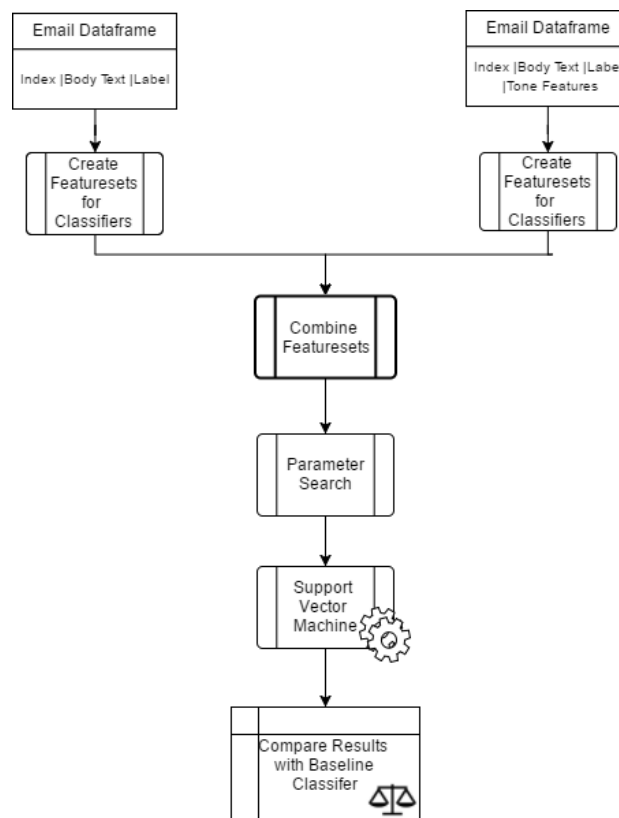 Email Dataframe
Index |Body Text |Label
Email Dataframe
Index |Body Text |Labe
|Tone Features
Create
Featuresets
for
Classifiers
Create
Featuresets
for
Classifiers
Combine
Featuresets
Parameter
Search
Support
Vector
Machine
Compare Results
with Baseline
Classifer